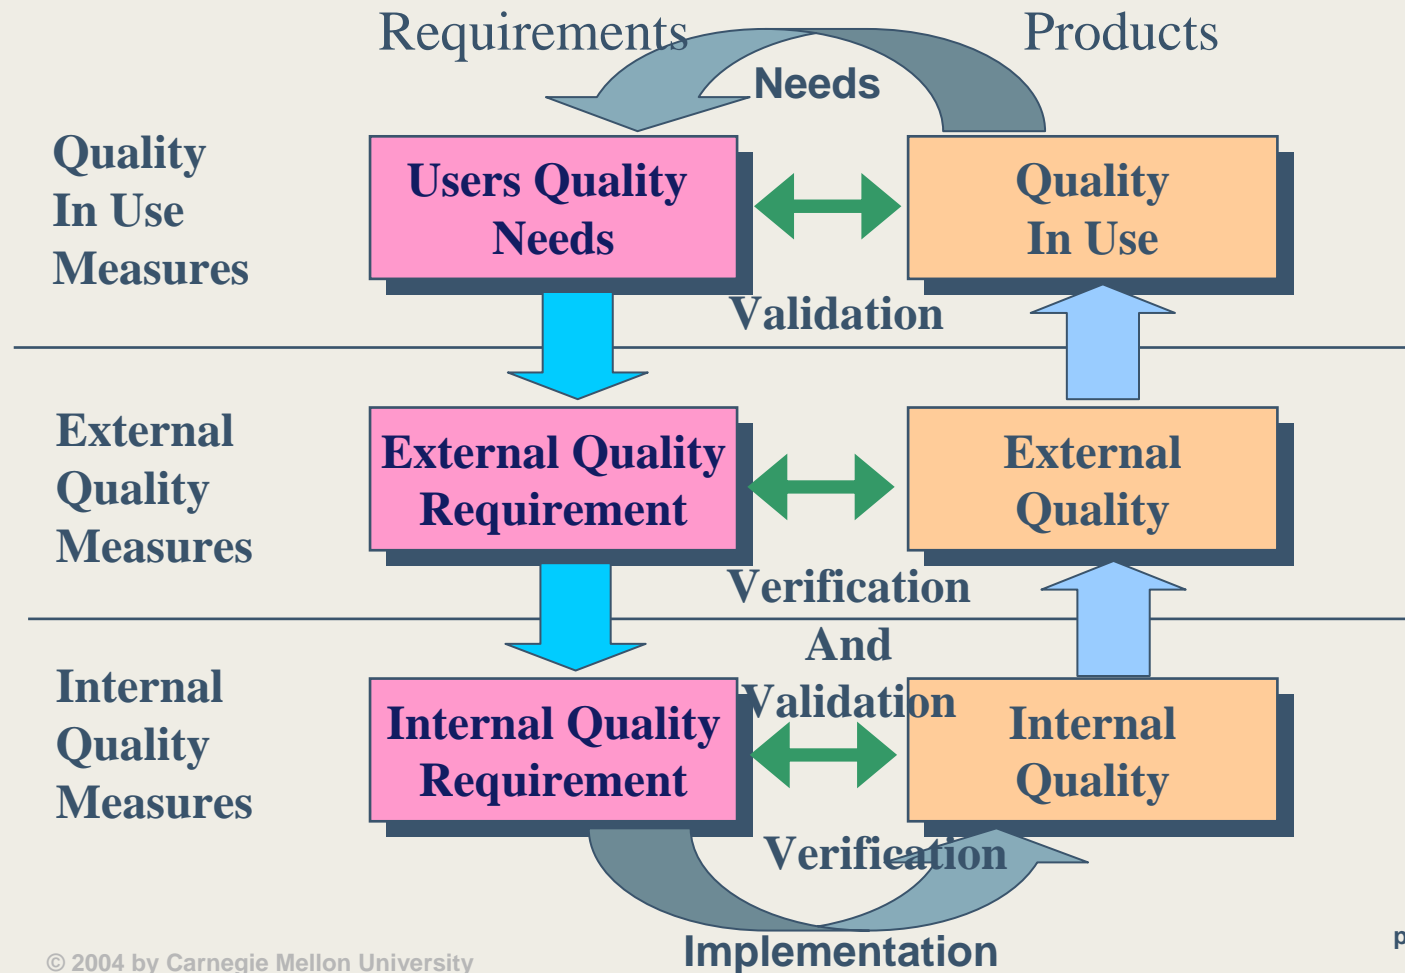 Requirements
Products
Needs
Quality
In Use
Measures
Users Quality
Needs
Quality
In Use
Validation
External
Quality
Measures
External Quality
Requirement
External
Quality
Verification
And
Validation
Internal
Quality
Measures
Internal Quality
Requirement
Internal
Quality
Verification
Implementation
p
© 2004 by Carnegie Mellon University